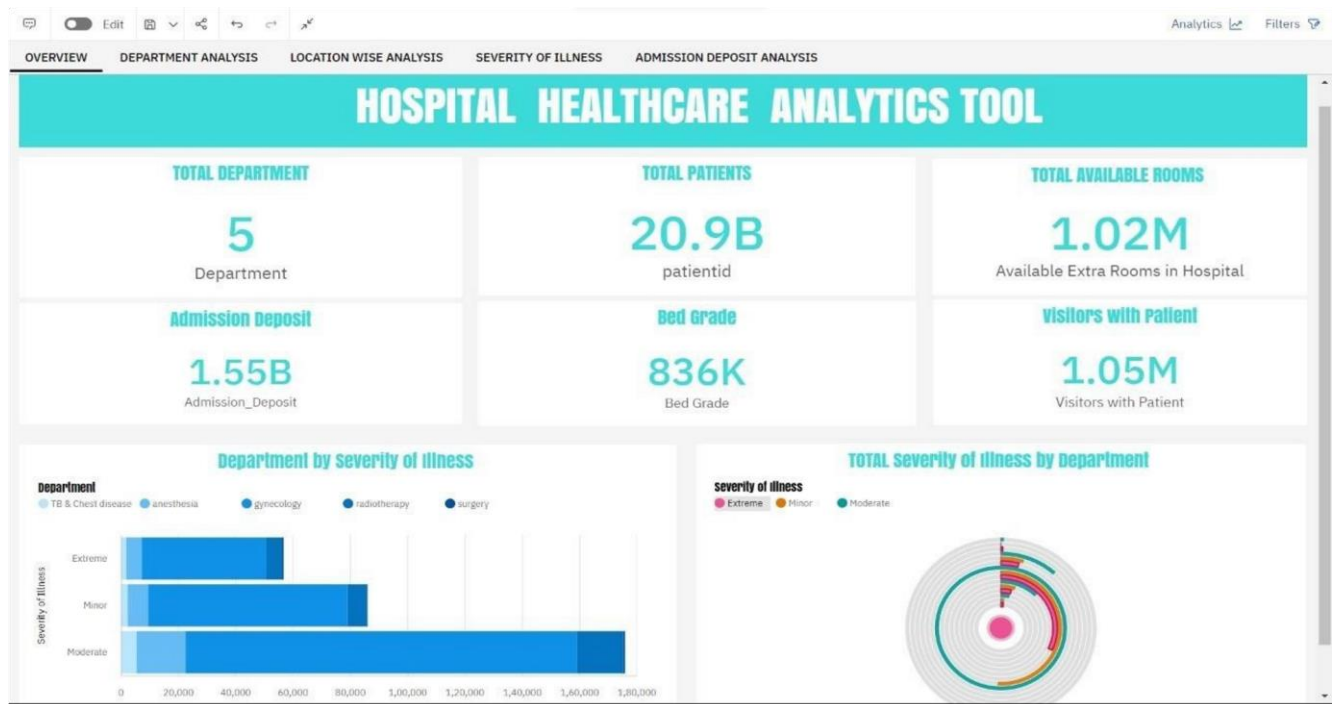 Edit
Analytics
Filters
OVERVIEW DEPARTMENT ANALYSIS LOCATION WISE ANALYSIS SEVERITY OF ILLNESS ADMISSION DEPOSIT ANALYSIS
HOSPITAL HEALTHCARE ANALYTICS TOOL
TOTAL DEPARTMENT
5
Department
TOTAL PATIENTS
20.9B
patientid
TOTAL AVAILABLE ROOMS
1.02M
Available Extra Rooms in Hospital
Admission Deposit
1.55B
Admission_Deposit
Bed Grade
836K
Bed Grade
Visitors with Patient
1.05M
Visitors with Patient
Department by Severity of Illness
Department
TB & Chest disease anesthesia gynecology radiotherapy surgery
Severity of Illness
Extreme
Minor
Moderate
0 20,000 40,000 60,000 80,000 1,00,000 1,20,000 1,40,000 1,60,000 1,80,000
TOTAL Severity of Illness by Department
Severity of Illness
Extreme Minor Moderate